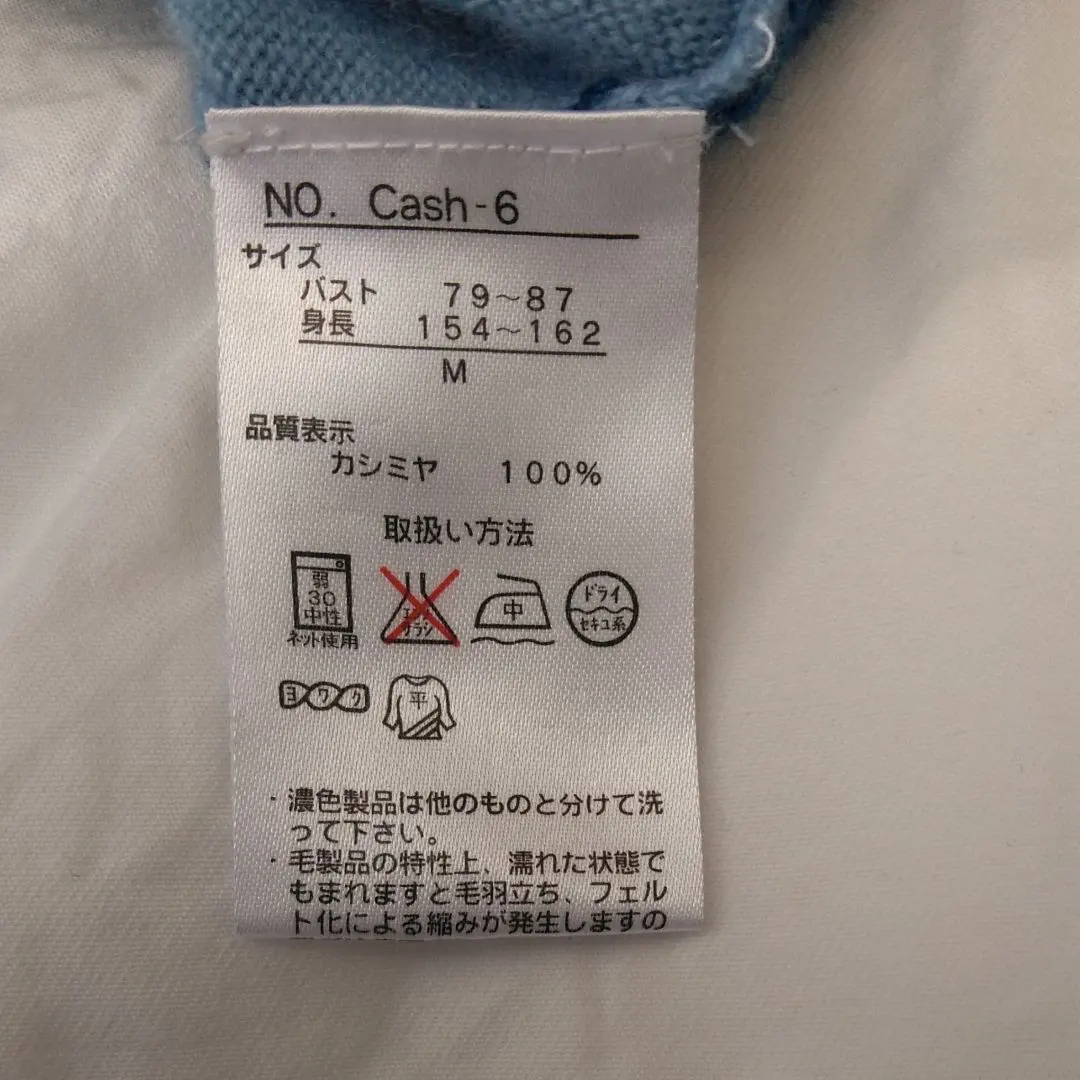 NO. Cash-6
サイズ
バスト 79～87
身長 154～162
M
品質表示
カシミヤ 100%
取扱い方法
弱
30
中性
ネット使用
中
ドライ
セキユ系
ヨワク
平
・濃色製品は他のものと分けて洗
って下さい。
・毛製品の特性上、濡れた状態で
もまれますと毛羽立ち、フェル
ト化による縮みが発生しますの